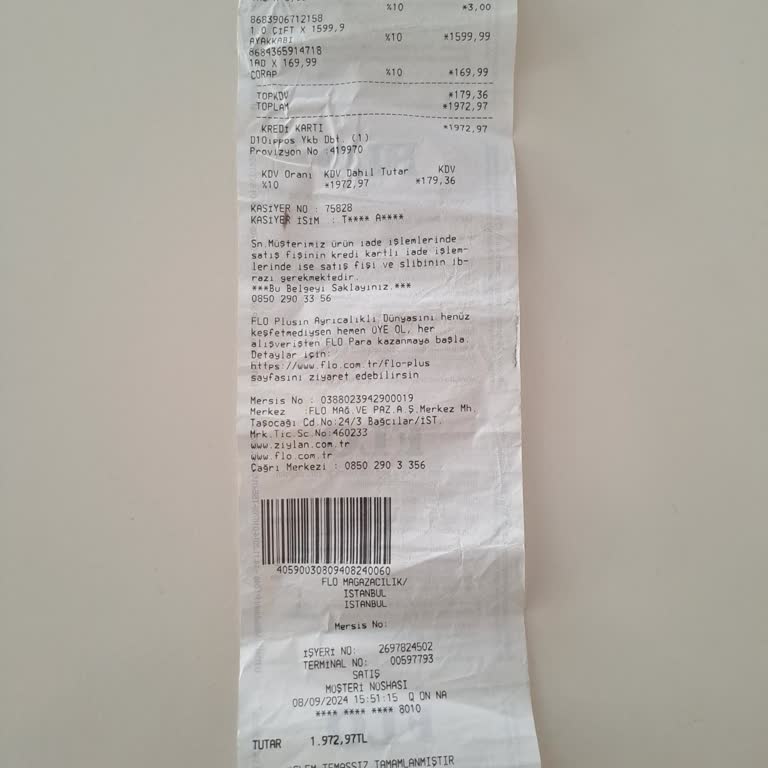 %10 *3,00
8683906712158
1 0 ÇİFT X 1599,9
AYAKKABI %10 *1599,99
8684365914718
1AD X 169,99
ÇORAP %10 *169,99
TOPKDV *179,36
TOPLAM *1972,97
KREDİ KARTI *1972,97
D10ippos Ykb Dbt. (1)
Provizyon No :419970
KDV Oranı KDV Dahil Tutar KDV
%10 *1972,97 *179,36
KASİYER NO : 75828
KASİYER İSİM : T**** A****
Sn.Müşterimiz ürün iade işlemlerinde
satış fişinin kredi kartlı iade işlem-
lerinde ise satış fişi ve slibinin ib-
razı gerekmektedir.
***Bu Belgeyi Saklayınız.***
0850 290 33 56
FLO Plusın Ayrıcalıklı Dünyasını henüz
keşfetmediysen hemen ÜYE OL, her
alışverişten FLO Para kazanmaya başla.
Detaylar için:
https://www.flo.com.tr/flo-plus
sayfasını ziyaret edebilirsin
Mersis No : 0388023942900019
Merkez :FLO MAĞ.VE PAZ.A.Ş.Merkez Mh.
Taşocağı Cd.No:24/3 Bağcılar/İST.
Mrk.Tic.Sc.No:460233
www.ziylan.com.tr
www.flo.com.tr
Çağrı Merkezi : 0850 290 3 356
40590030809408240060
FLO MAGAZACILIK/
ISTANBUL
ISTANBUL
Mersis No:
İŞYERİ NO: 2697824502
TERMİNAL NO: 00597793
SATIŞ
MÜŞTERİ NÜSHASI
08/09/2024 15:51:15 Q ON NA
**** **** **** 8010
TUTAR 1.972,97TL
TEMASSIZ TAMAMLANMIŞTIR